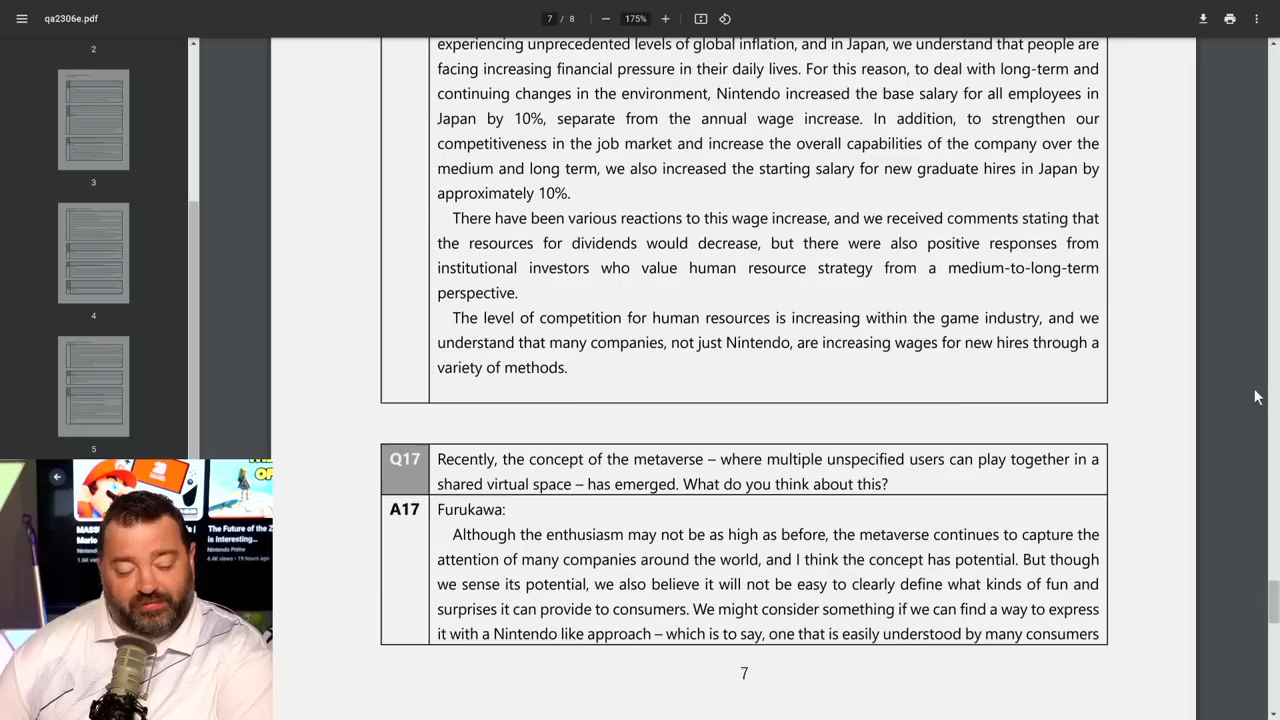 qa2306e.pdf
7 / 8
175%
2
3
4
5
experiencing unprecedented levels of global inflation, and in Japan, we understand that people are
facing increasing financial pressure in their daily lives. For this reason, to deal with long-term and
continuing changes in the environment, Nintendo increased the base salary for all employees in
Japan by 10%, separate from the annual wage increase. In addition, to strengthen our
competitiveness in the job market and increase the overall capabilities of the company over the
medium and long term, we also increased the starting salary for new graduate hires in Japan by
approximately 10%.
There have been various reactions to this wage increase, and we received comments stating that
the resources for dividends would decrease, but there were also positive responses from
institutional investors who value human resource strategy from a medium-to-long-term
perspective.
The level of competition for human resources is increasing within the game industry, and we
understand that many companies, not just Nintendo, are increasing wages for new hires through a
variety of methods.
Q17 Recently, the concept of the metaverse – where multiple unspecified users can play together in a
shared virtual space – has emerged. What do you think about this?
A17 Furukawa:
Although the enthusiasm may not be as high as before, the metaverse continues to capture the
attention of many companies around the world, and I think the concept has potential. But though
we sense its potential, we also believe it will not be easy to clearly define what kinds of fun and
surprises it can provide to consumers. We might consider something if we can find a way to express
it with a Nintendo like approach – which is to say, one that is easily understood by many consumers
7
The Future of the Z
is Interesting...
Nintendo Prime
4.4K views • 19 hours ago